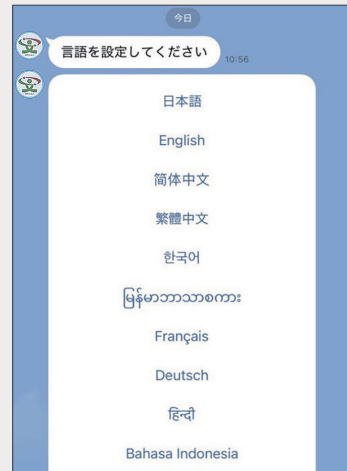 今日
言語を設定してください
10:56
日本語
English
简体中文
繁體中文
한국어
မြန်မာဘာသာစကား
Français
Deutsch
हिन्दी
Bahasa Indonesia